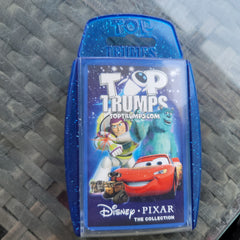 TOP
TRUMPS
TOP
TRUMPS
TOPTRUMPS.COM
DISNEY · PIXAR
THE COLLECTION